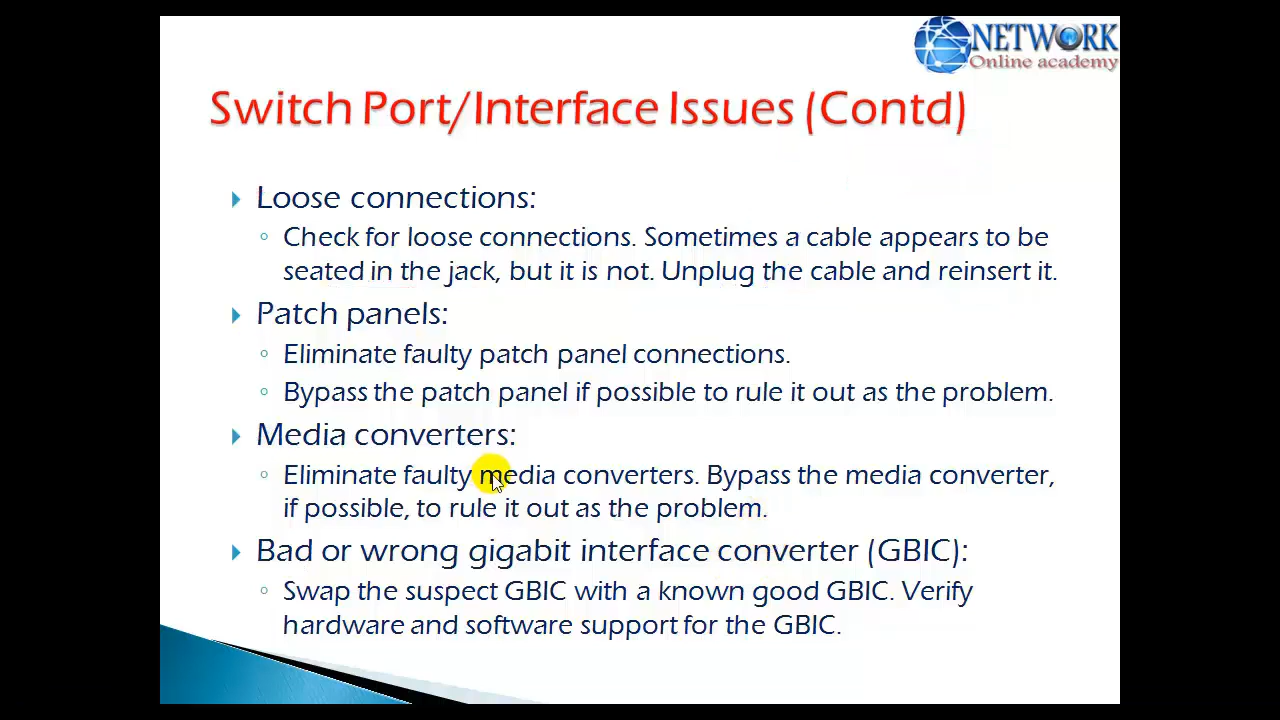 NETWORK
Online academy
Switch Port/Interface Issues (Contd)
Loose connections:
Check for loose connections. Sometimes a cable appears to be
seated in the jack, but it is not. Unplug the cable and reinsert it.
Patch panels:
Eliminate faulty patch panel connections.
Bypass the patch panel if possible to rule it out as the problem.
Media converters:
Eliminate faulty media converters. Bypass the media converter,
if possible, to rule it out as the problem.
Bad or wrong gigabit interface converter (GBIC):
Swap the suspect GBIC with a known good GBIC. Verify
hardware and software support for the GBIC.